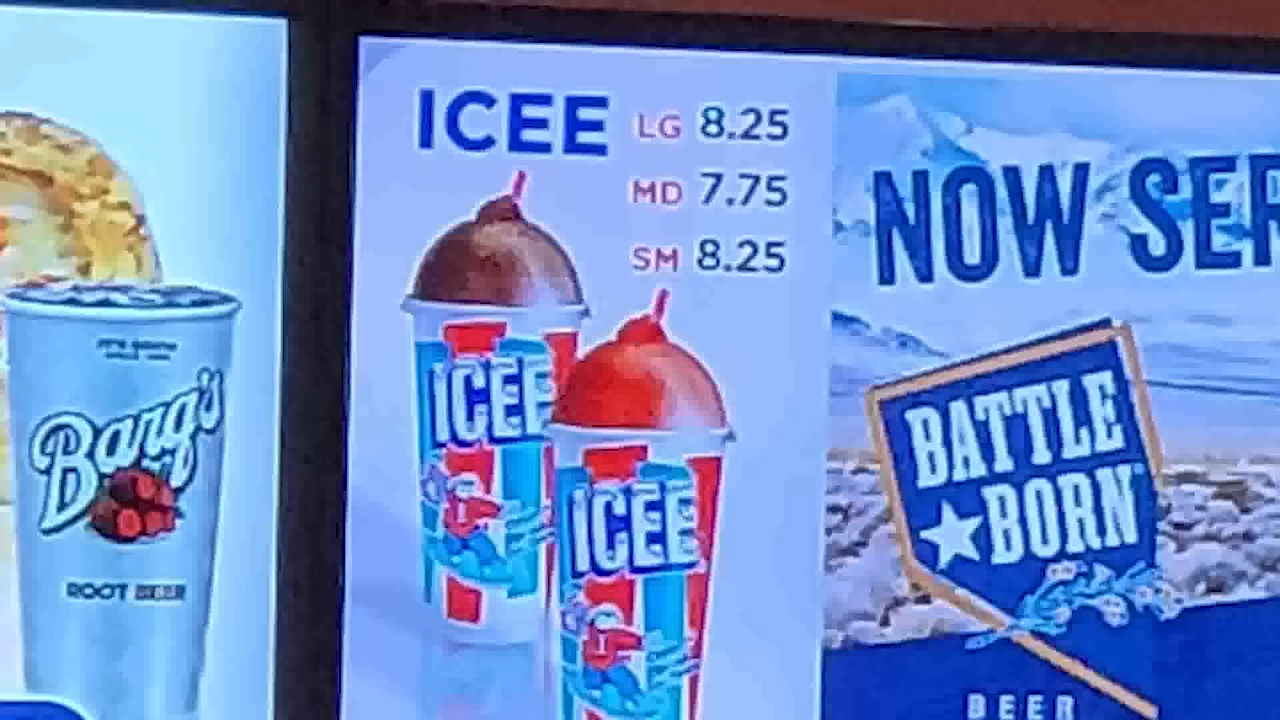 ICEE LG 8.25
MD 7.75
SM 8.25
NOW SER
Barq's
ROOT BEER
ICEE
ICEE
BATTLE
BORN
BEER